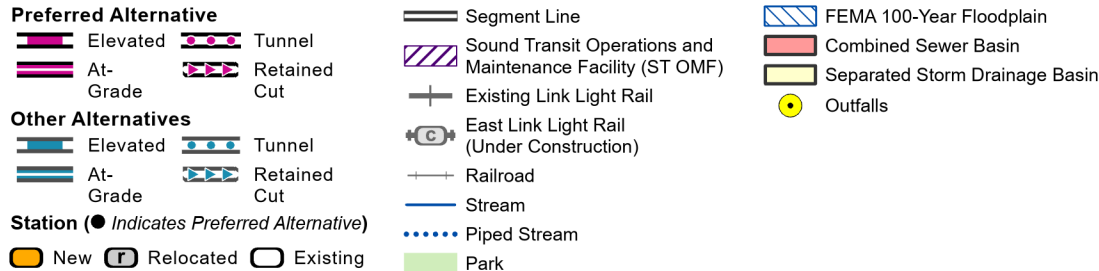 Preferred Alternative
Elevated
Tunnel
At-
Grade
Retained
Cut
Other Alternatives
Elevated
Tunnel
At-
Grade
Retained
Cut
Station (● Indicates Preferred Alternative)
New
r
Relocated
Existing
Segment Line
Sound Transit Operations and
Maintenance Facility (ST OMF)
Existing Link Light Rail
C
East Link Light Rail
(Under Construction)
Railroad
Stream
Piped Stream
Park
FEMA 100-Year Floodplain
Combined Sewer Basin
Separated Storm Drainage Basin
Outfalls